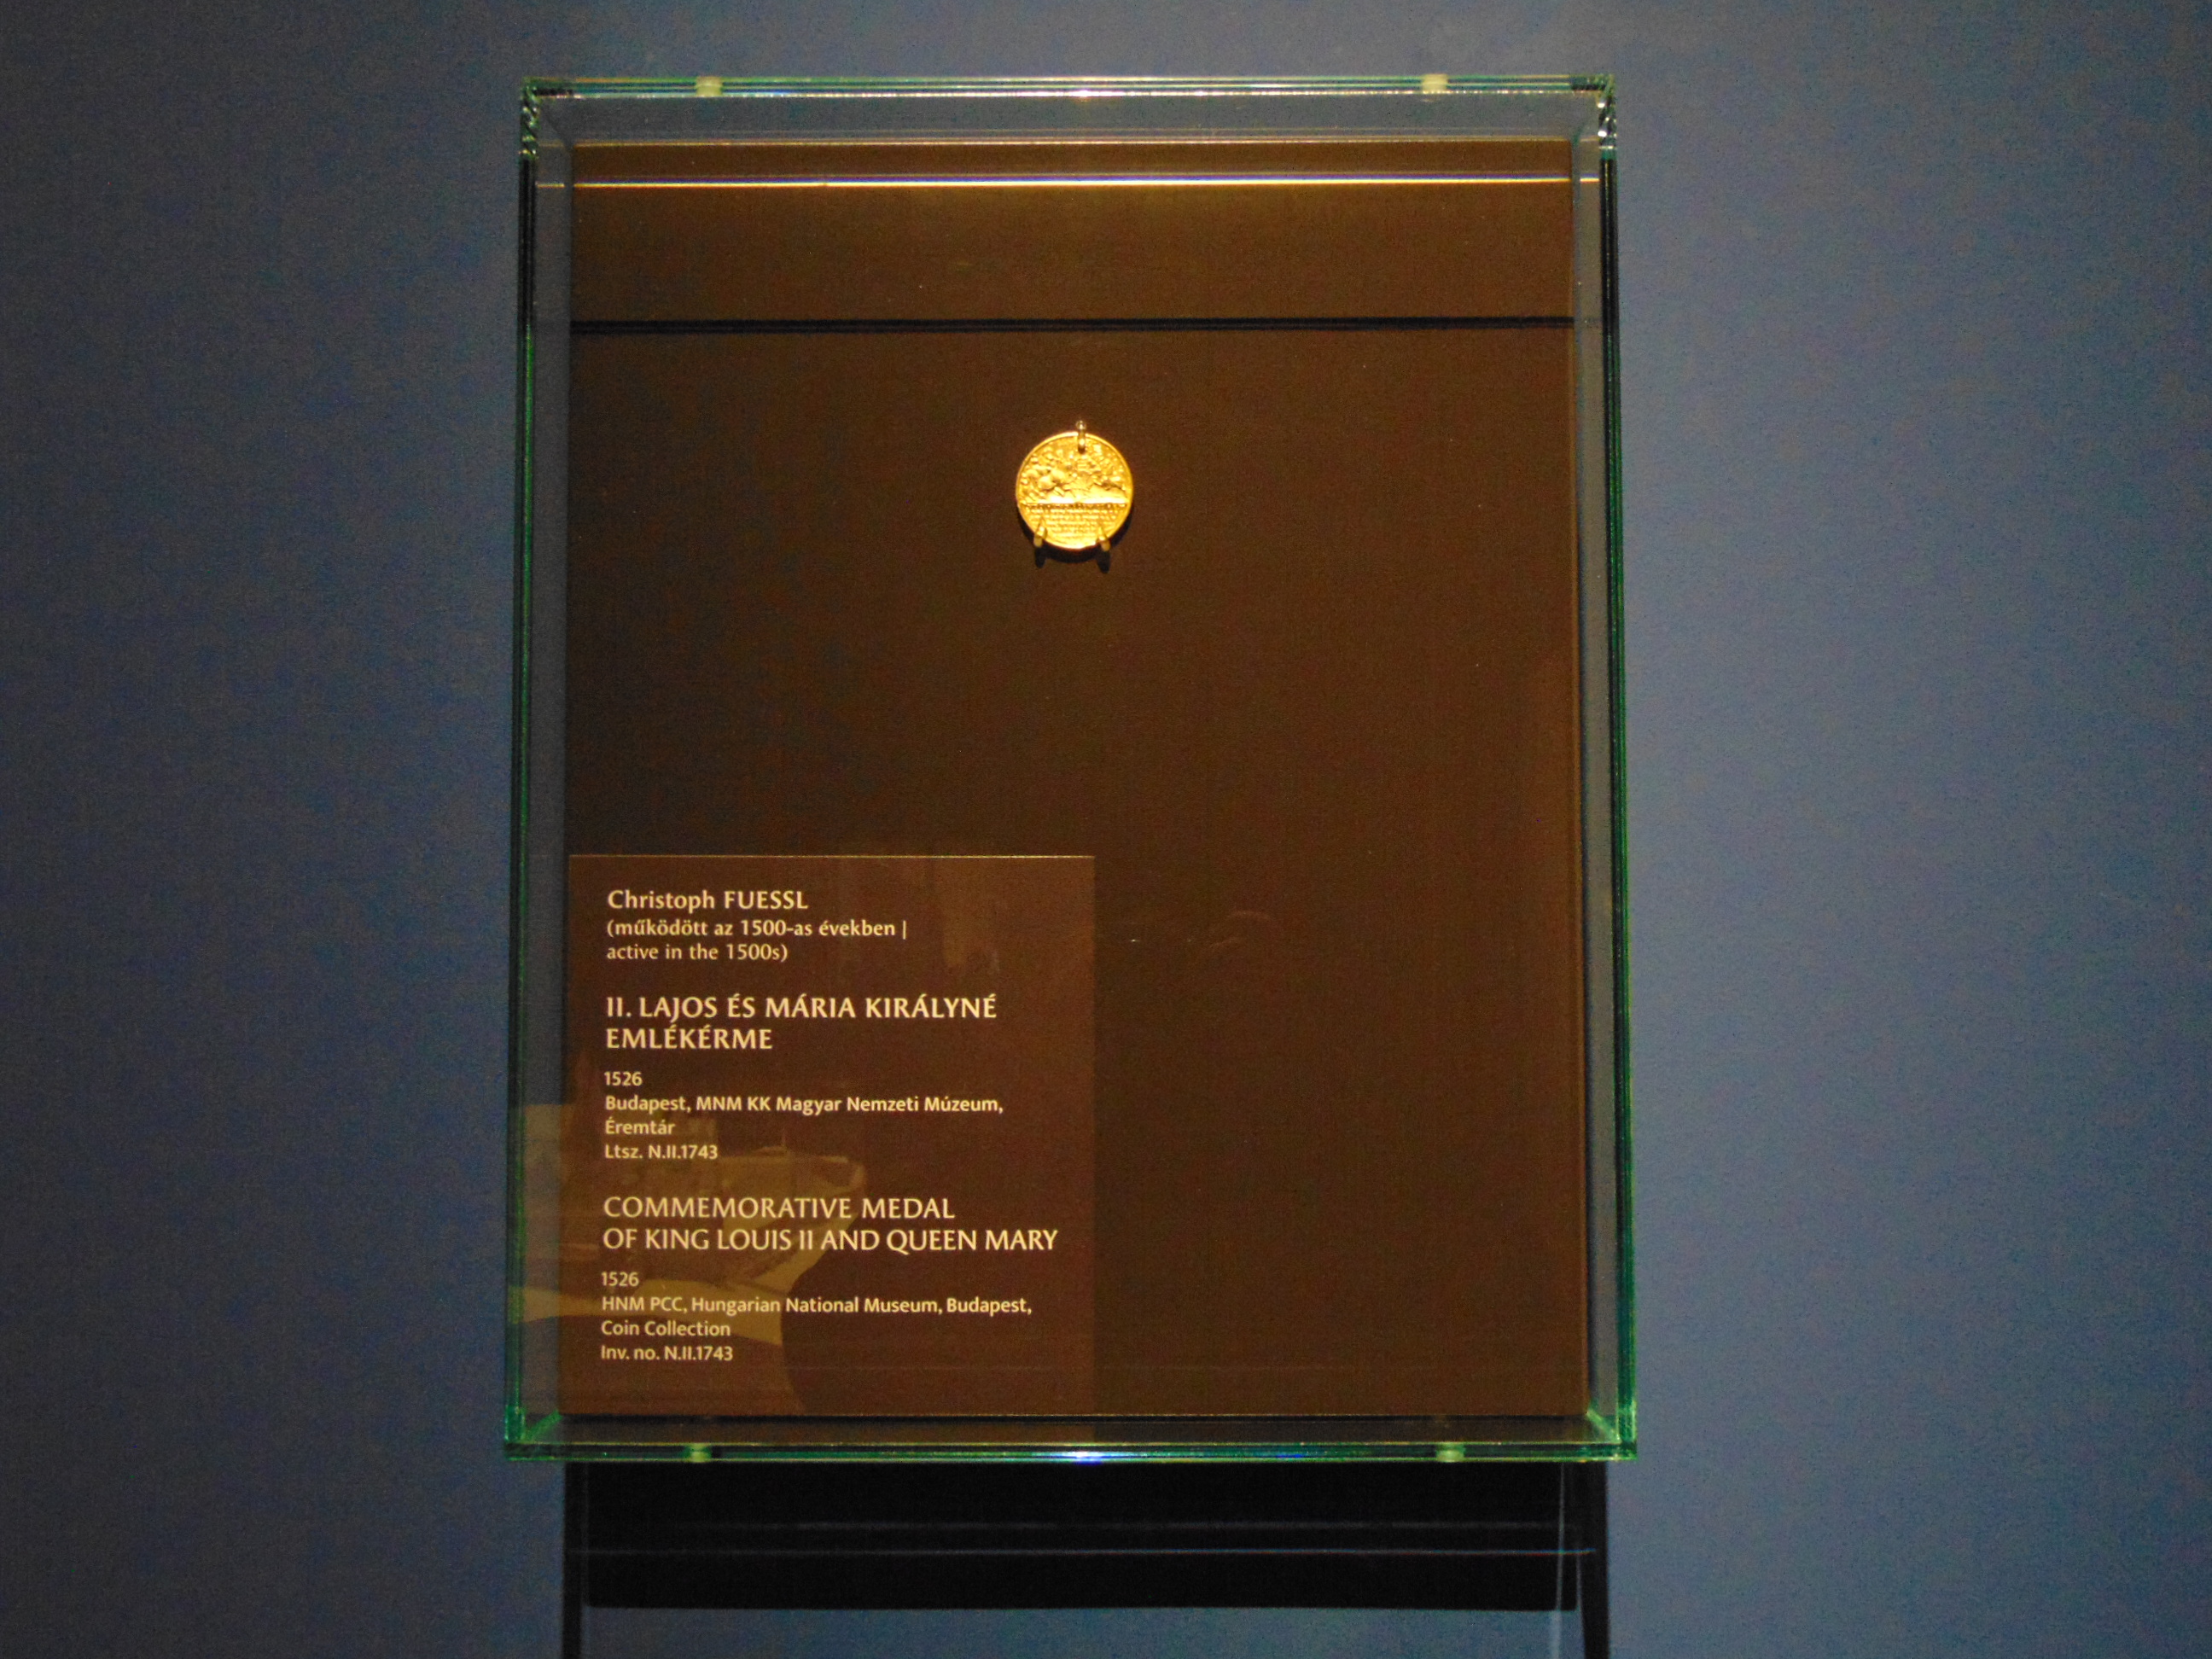 Christoph FUESSL
(működött az 1500-as években |
active in the 1500s)
II. LAJOS ÉS MÁRIA KIRÁLYNÉ
EMLÉKÉRME
1526
Budapest, MNM KK Magyar Nemzeti Múzeum,
Éremtár
Ltsz. N.II.1743
COMMEMORATIVE MEDAL
OF KING LOUIS II AND QUEEN MARY
1526
HNM PCC, Hungarian National Museum, Budapest,
Coin Collection
Inv. no. N.II.1743